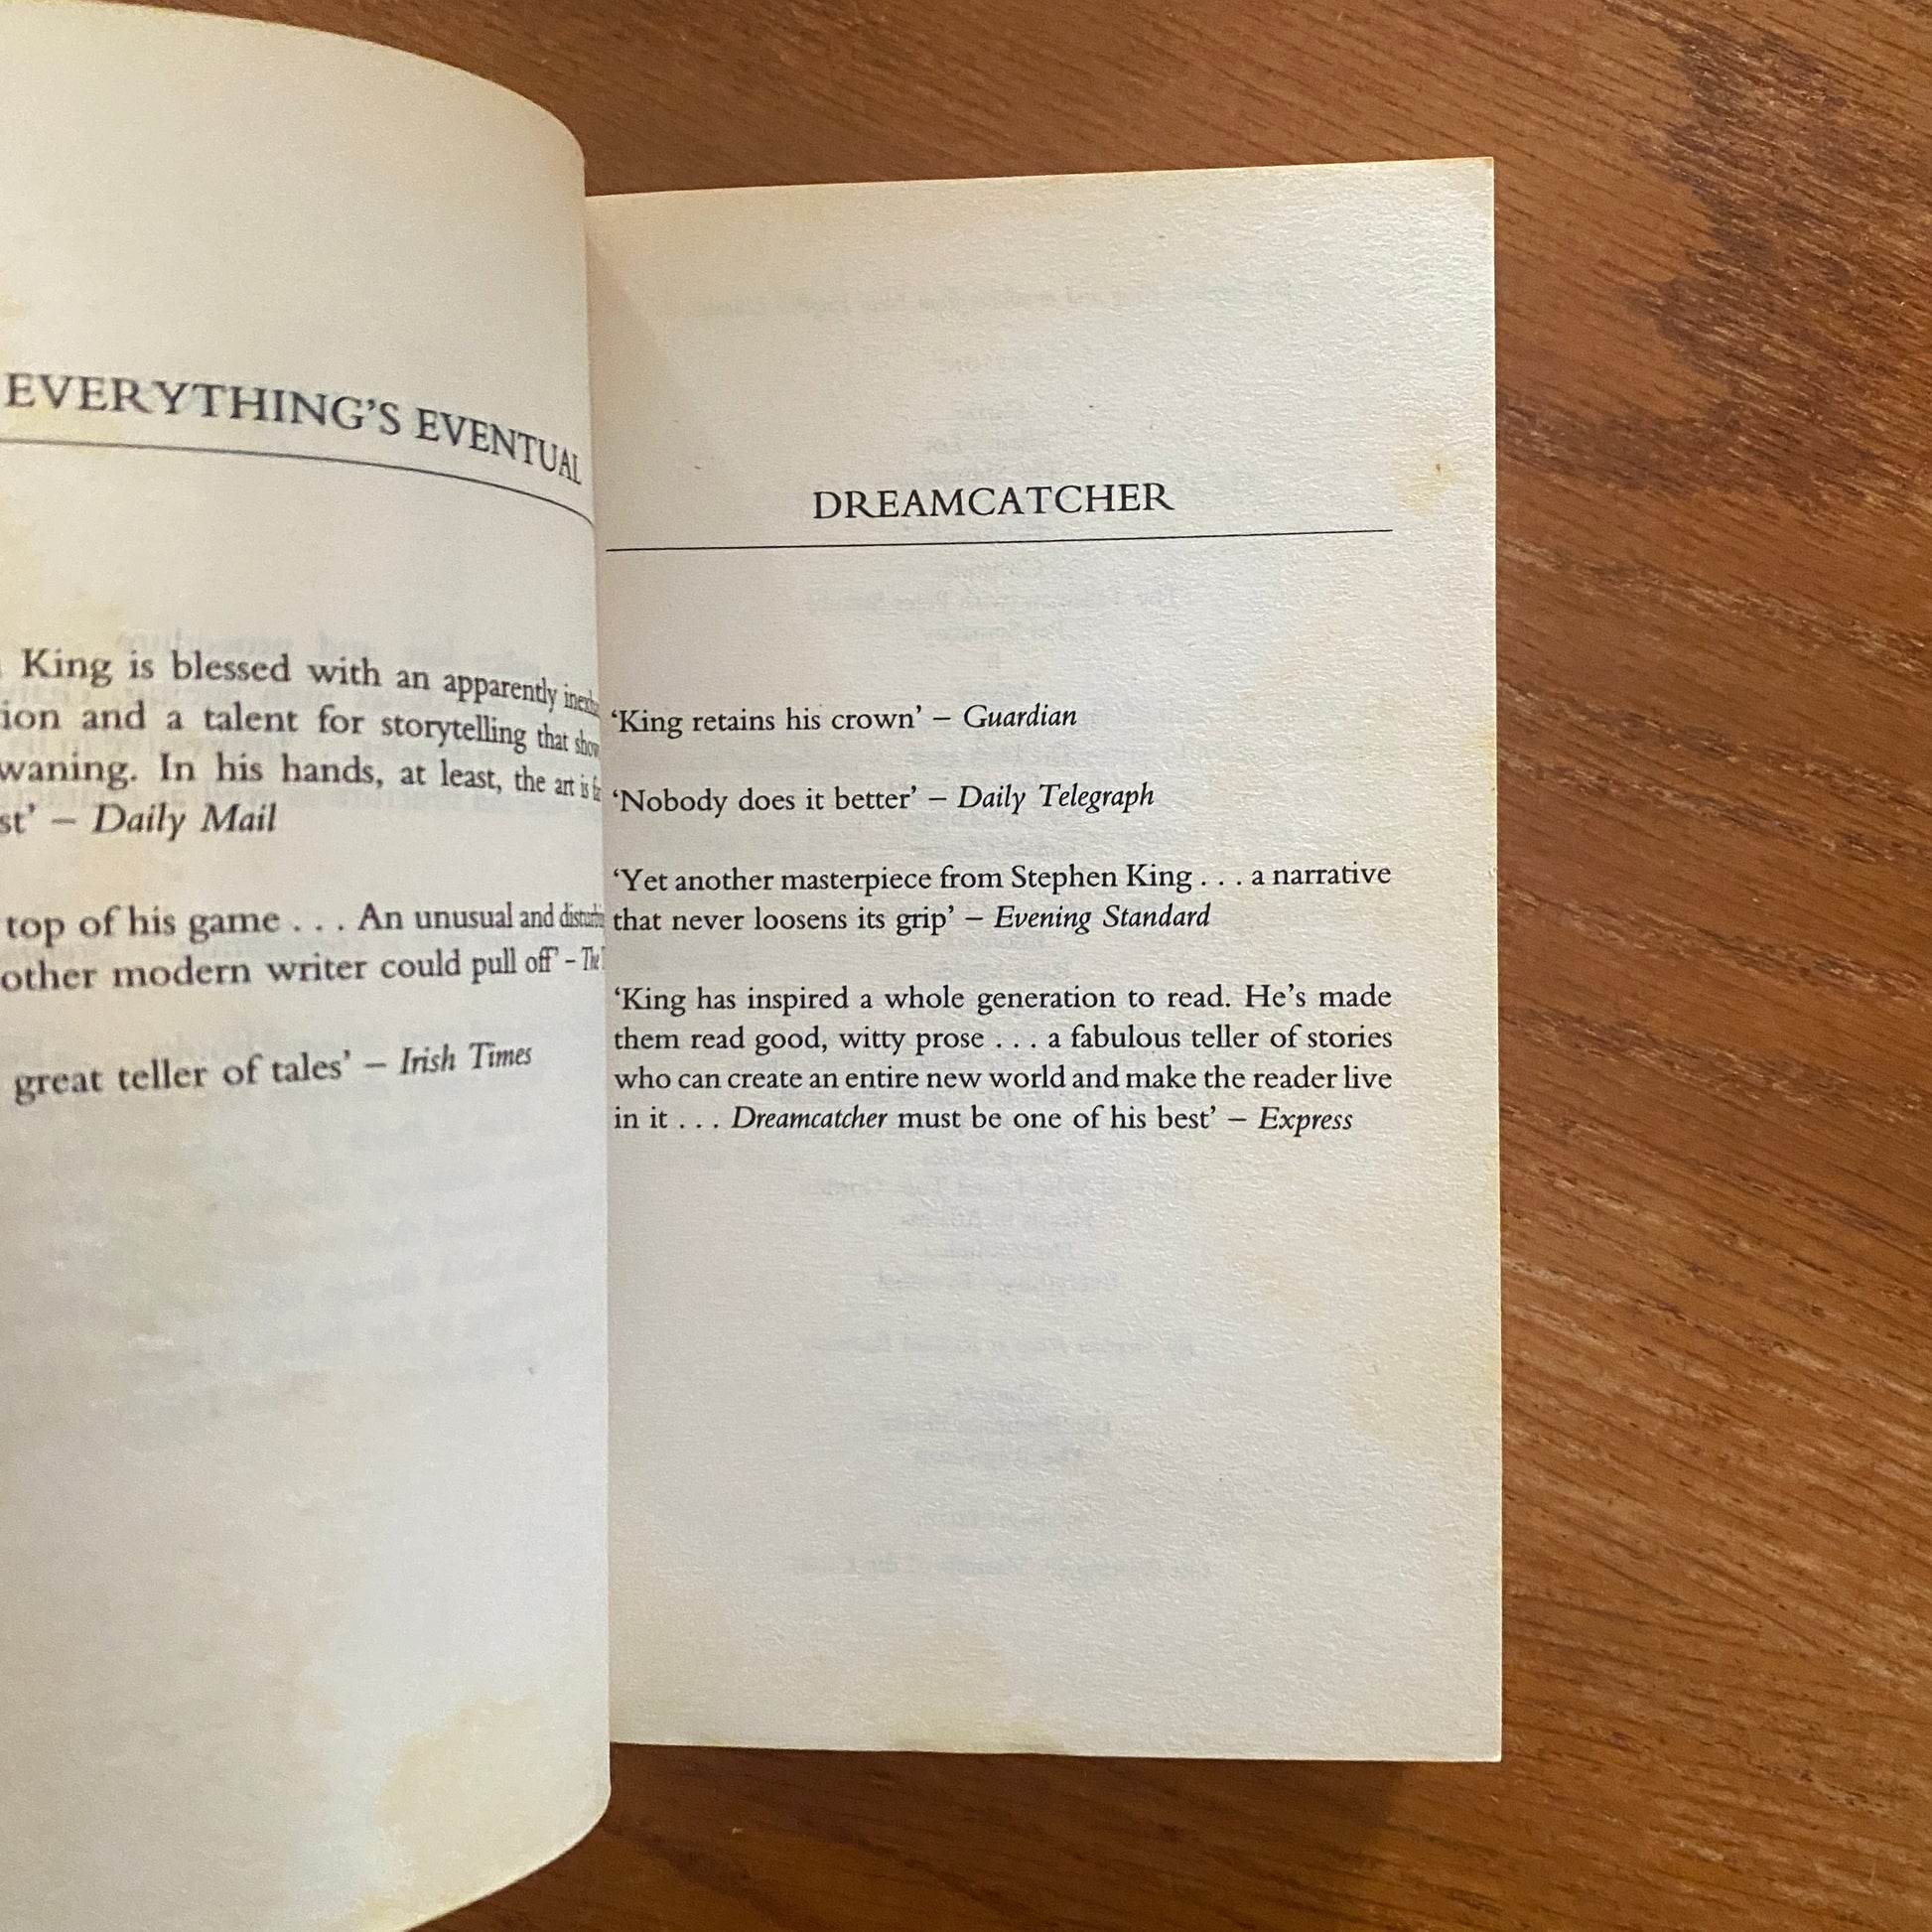 EVERYTHING'S EVENTUAL
King is blessed with an apparently
ion and a talent for storytelling that
waning. In his hands, at least, the art is
st' – Daily Mail
top of his game . . . An unusual and
other modern writer could pull off' – The
great teller of tales' – Irish Times
DREAMCATCHER
'King retains his crown' – Guardian
'Nobody does it better' – Daily Telegraph
'Yet another masterpiece from Stephen King . . . a narrative
that never loosens its grip' – Evening Standard
'King has inspired a whole generation to read. He's made
them read good, witty prose . . . a fabulous teller of stories
who can create an entire new world and make the reader live
in it . . . Dreamcatcher must be one of his best' – Express